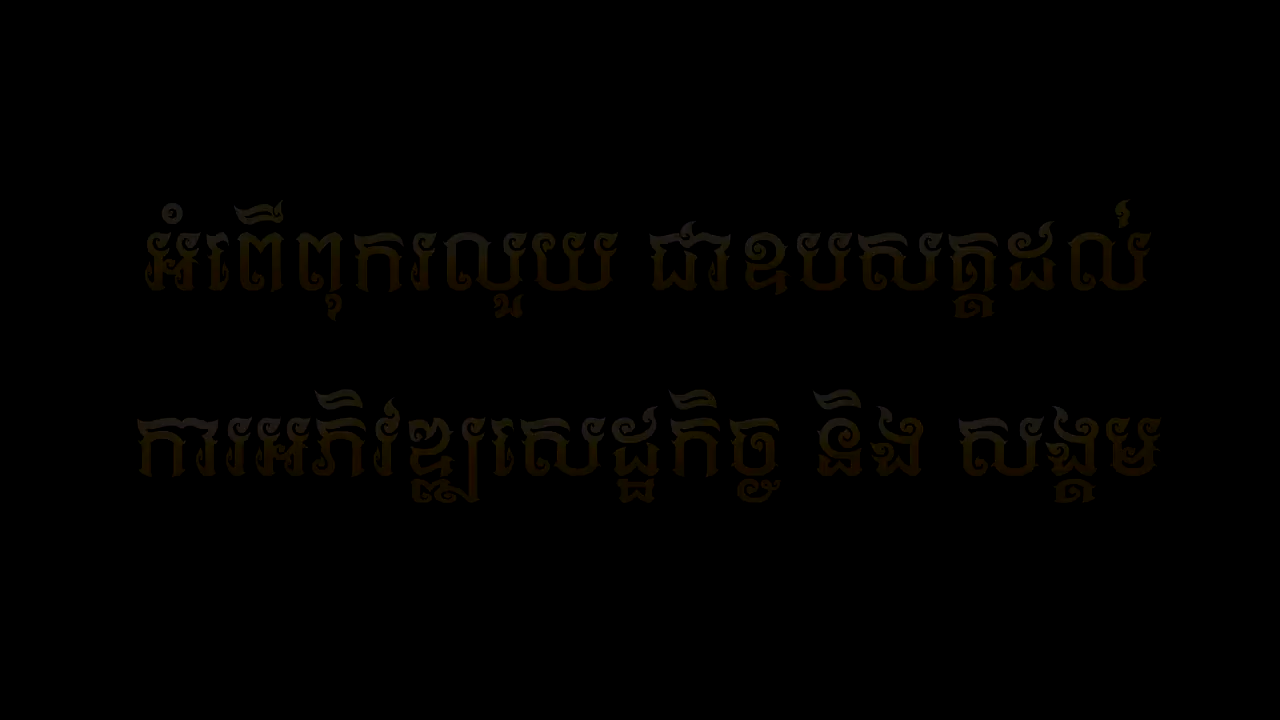 អំពើពុករលួយ ជាឧបសគ្គដល់
ការអភិវឌ្ឍរសេដ្ឋកិច្ច និង សង្គម